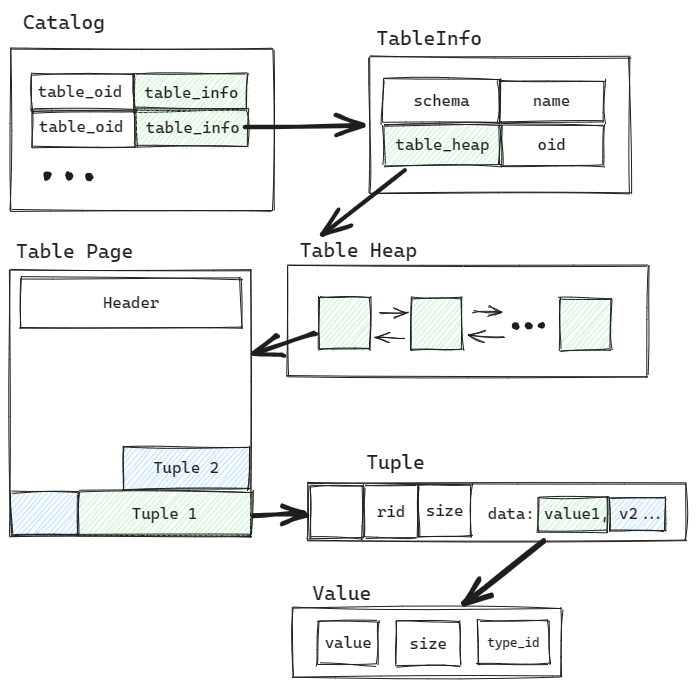 Catalog
table_oid table_info
table_oid table_info
TableInfo
schema name
table_heap oid
Table Page
Header
Tuple 2
Tuple 1
Table Heap
Tuple
rid size data: value1, v2...
Value
value size type_id